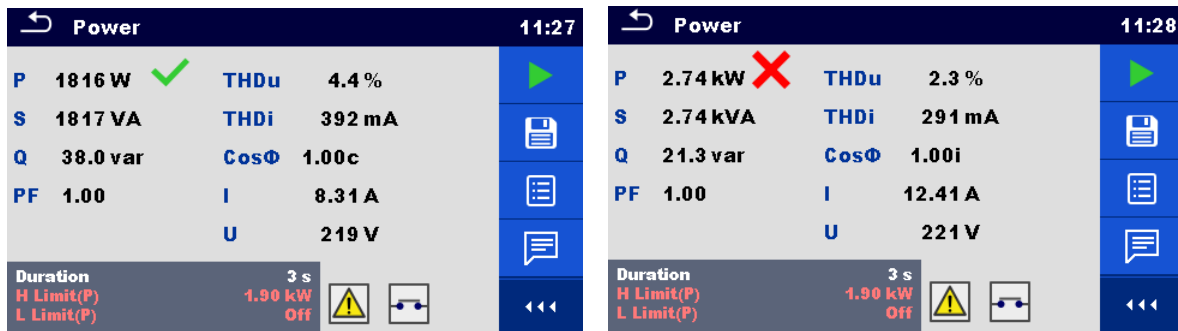 Power 11:27
P 1816 W THDu 4.4 %
S 1817 VA THDi 392 mA
Q 38.0 var CosΦ 1.00c
PF 1.00 I 8.31 A
U 219 V
Duration 3 s
H Limit(P) 1.90 kW
L Limit(P) Off
Power 11:28
P 2.74 kW THDu 2.3 %
S 2.74 kVA THDi 291 mA
Q 21.3 var CosΦ 1.00i
PF 1.00 I 12.41 A
U 221 V
Duration 3 s
H Limit(P) 1.90 kW
L Limit(P) Off